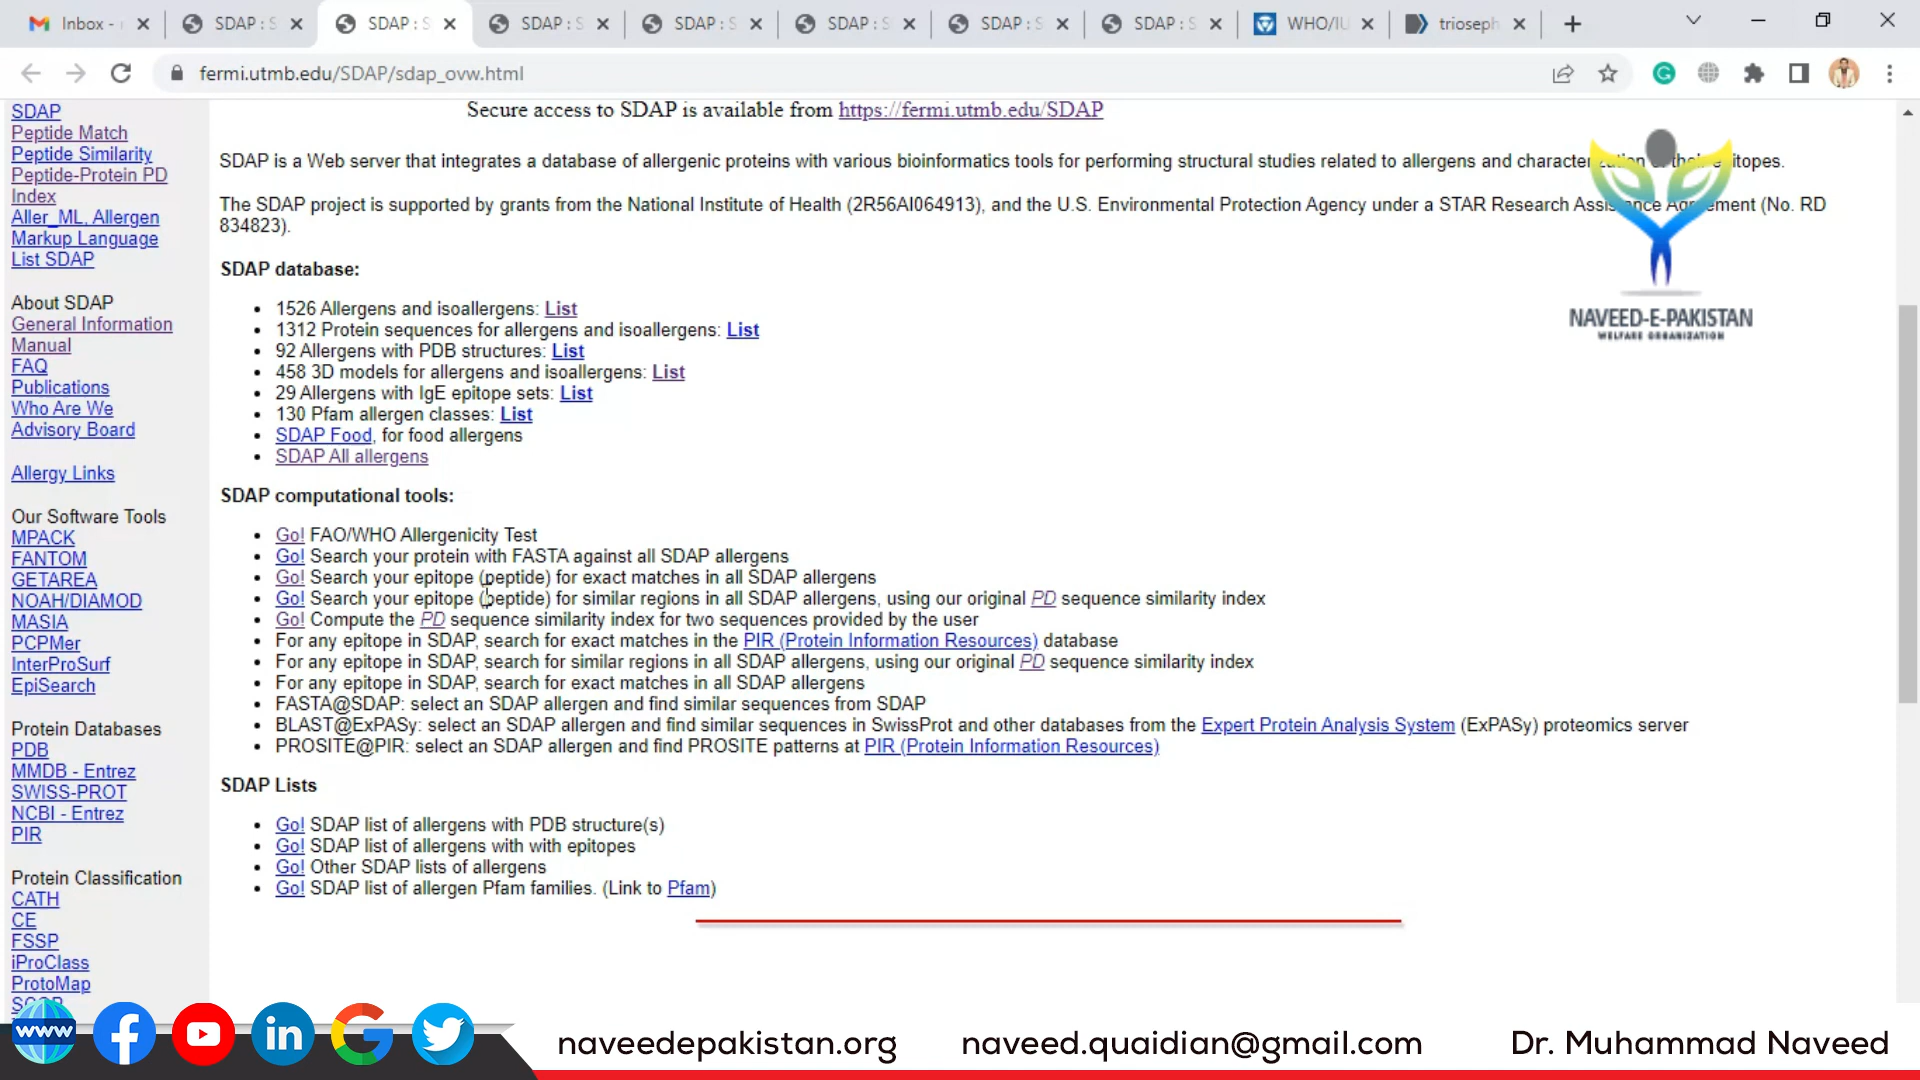 Inbox -
SDAP : S
SDAP : S
SDAP : S
SDAP : S
SDAP : S
SDAP : S
SDAP : S
WHO/IU
trioseph
fermi.utmb.edu/SDAP/sdap_ovw.html
SDAP
Peptide Match
Peptide Similarity
Peptide-Protein PD
Index
Aller_ML, Allergen
Markup Language
List SDAP
About SDAP
General Information
Manual
FAQ
Publications
Who Are We
Advisory Board
Allergy Links
Our Software Tools
MPACK
FANTOM
GETAREA
NOAH/DIAMOD
MASIA
PCPMer
InterProSurf
EpiSearch
Protein Databases
PDB
MMDB - Entrez
SWISS-PROT
NCBI - Entrez
PIR
Protein Classification
CATH
CE
FSSP
iProClass
ProtoMap
Secure access to SDAP is available from https://fermi.utmb.edu/SDAP
SDAP is a Web server that integrates a database of allergenic proteins with various bioinformatics tools for performing structural studies related to allergens and characterization of their epitopes.
The SDAP project is supported by grants from the National Institute of Health (2R56AI064913), and the U.S. Environmental Protection Agency under a STAR Research Assistance Agreement (No. RD
834823).
SDAP database:
• 1526 Allergens and isoallergens: List
• 1312 Protein sequences for allergens and isoallergens: List
• 92 Allergens with PDB structures: List
• 458 3D models for allergens and isoallergens: List
• 29 Allergens with IgE epitope sets: List
• 130 Pfam allergen classes: List
• SDAP Food, for food allergens
• SDAP All allergens
SDAP computational tools:
• Go! FAO/WHO Allergenicity Test
• Go! Search your protein with FASTA against all SDAP allergens
• Go! Search your epitope (peptide) for exact matches in all SDAP allergens
• Go! Search your epitope (peptide) for similar regions in all SDAP allergens, using our original PD sequence similarity index
• Go! Compute the PD sequence similarity index for two sequences provided by the user
• For any epitope in SDAP, search for exact matches in the PIR (Protein Information Resources) database
• For any epitope in SDAP, search for similar regions in all SDAP allergens, using our original PD sequence similarity index
• For any epitope in SDAP, search for exact matches in all SDAP allergens
• FASTA@SDAP: select an SDAP allergen and find similar sequences from SDAP
• BLAST@ExPASy: select an SDAP allergen and find similar sequences in SwissProt and other databases from the Expert Protein Analysis System (ExPASy) proteomics server
• PROSITE@PIR: select an SDAP allergen and find PROSITE patterns at PIR (Protein Information Resources)
SDAP Lists
• Go! SDAP list of allergens with PDB structure(s)
• Go! SDAP list of allergens with with epitopes
• Go! Other SDAP lists of allergens
• Go! SDAP list of allergen Pfam families. (Link to Pfam)
NAVEED-E-PAKISTAN
WELFARE ORGANIZATION
www
naveedepakistan.org
naveed.quaidian@gmail.com
Dr. Muhammad Naveed